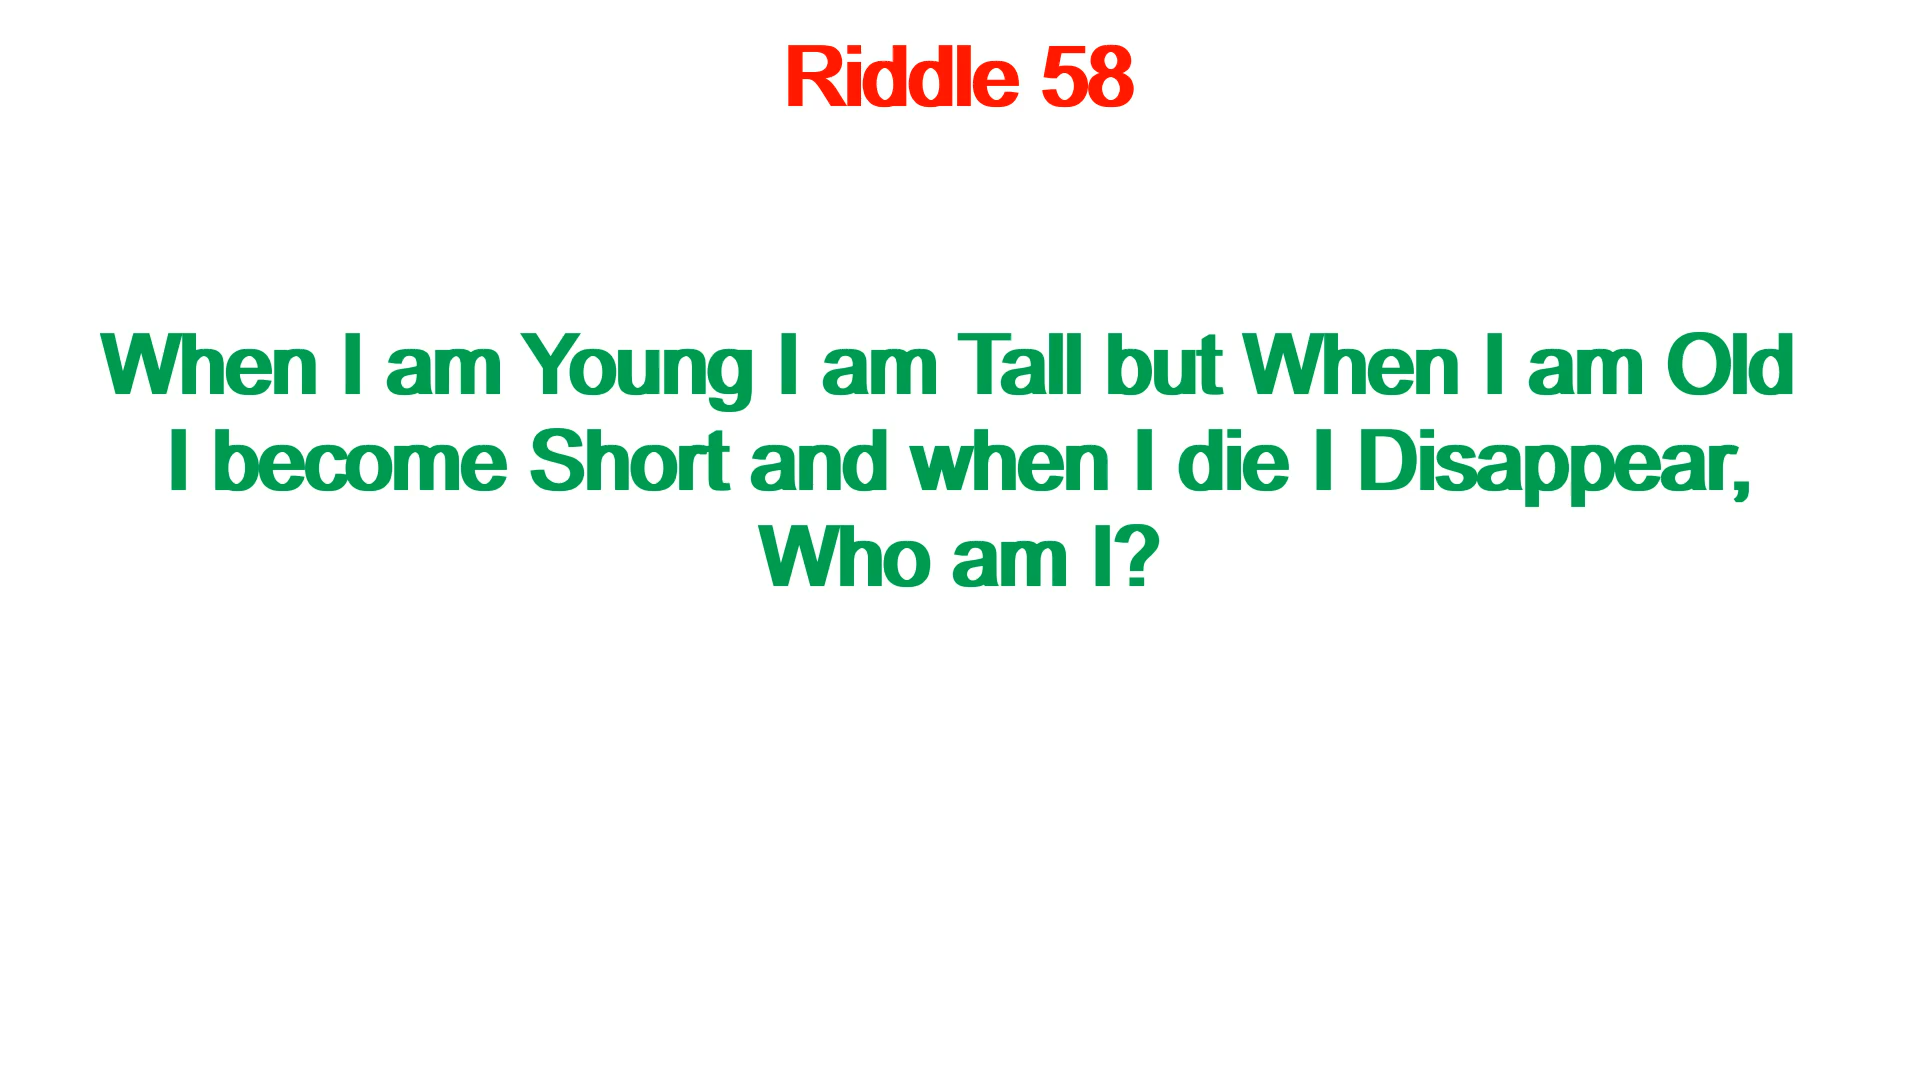 Riddle 58
When I am Young I am Tall but When I am Old
I become Short and when I die I Disappear,
Who am I?